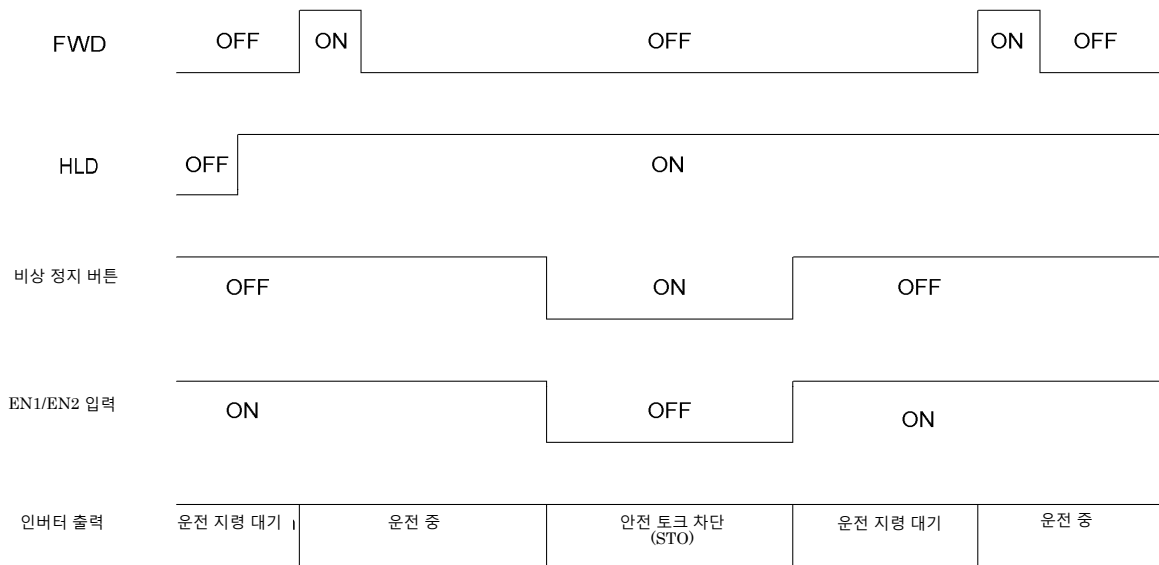 FWD OFF ON OFF ON OFF
HLD OFF ON
비상 정지 버튼 OFF ON OFF
EN1/EN2 입력 ON OFF ON
인버터 출력 운전 지령 대기 운전 중 안전 토크 차단 운전 지령 대기 운전 중
(STO)